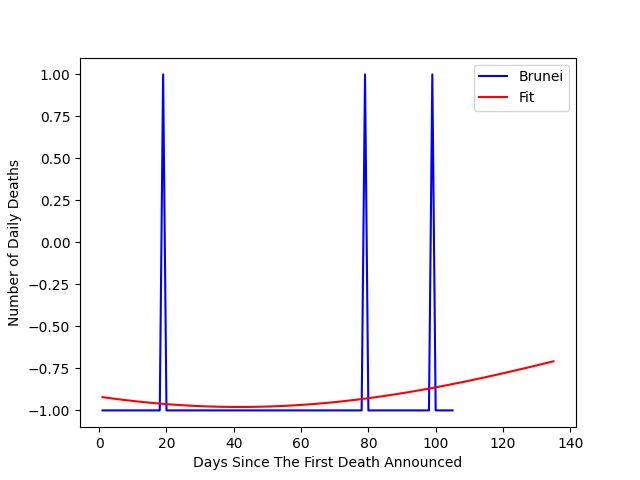 1.00
0.75
0.50
0.25
0.00
−0.25
−0.50
−0.75
−1.00
Number of Daily Deaths
Brunei
Fit
0 20 40 60 80 100 120 140
Days Since The First Death Announced